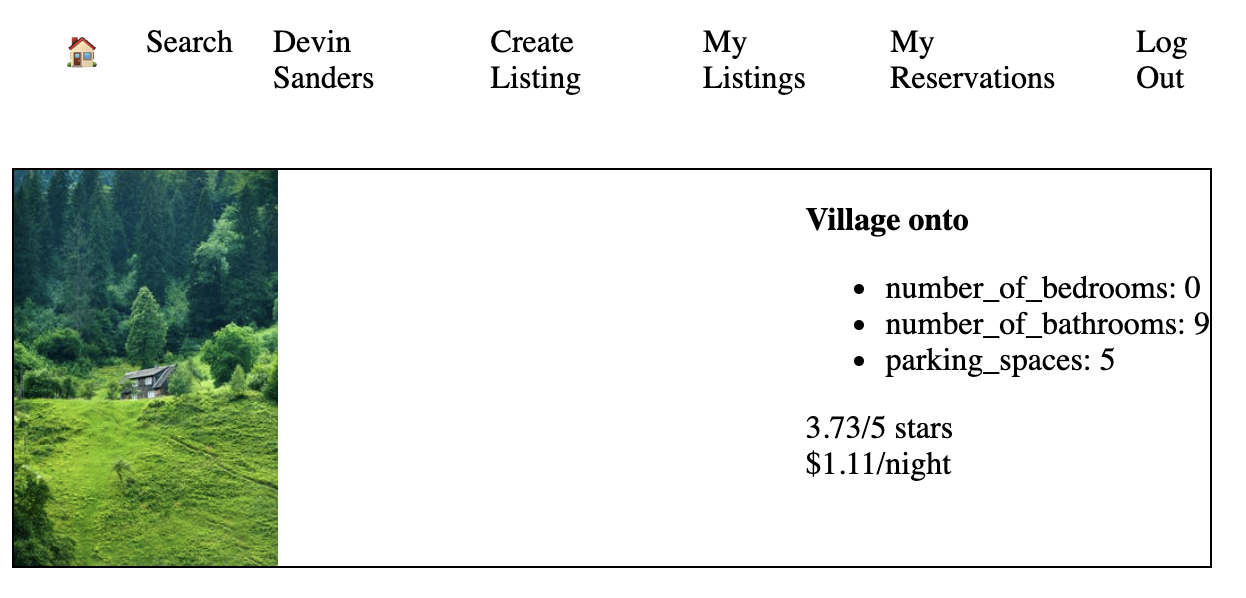 Search Devin Create My My Log
Sanders Listing Listings Reservations Out
Village onto
number_of_bedrooms: 0
number_of_bathrooms: 9
parking_spaces: 5
3.73/5 stars
$1.11/night